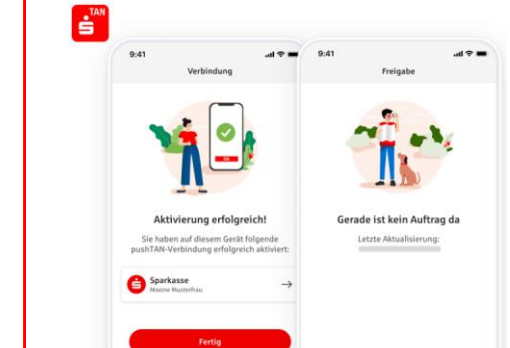 TAN
9:41
Verbindung
OK
Aktivierung erfolgreich!
Sie haben auf diesem Gerät folgende
pushTAN-Verbindung erfolgreich aktiviert:
Sparkasse
Maxine Musterfrau
Fertig
9:41
Freigabe
Gerade ist kein Auftrag da
Letzte Aktualisierung: